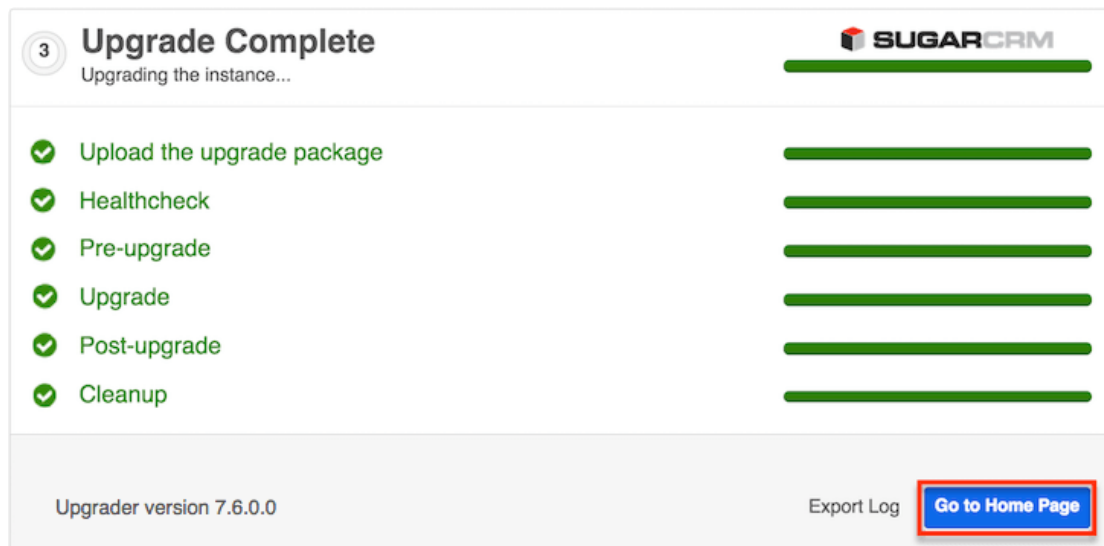 3
Upgrade Complete
SUGARCRM
Upgrading the instance...
Upload the upgrade package
Healthcheck
Pre-upgrade
Upgrade
Post-upgrade
Cleanup
Upgrader version 7.6.0.0
Export Log
Go to Home Page